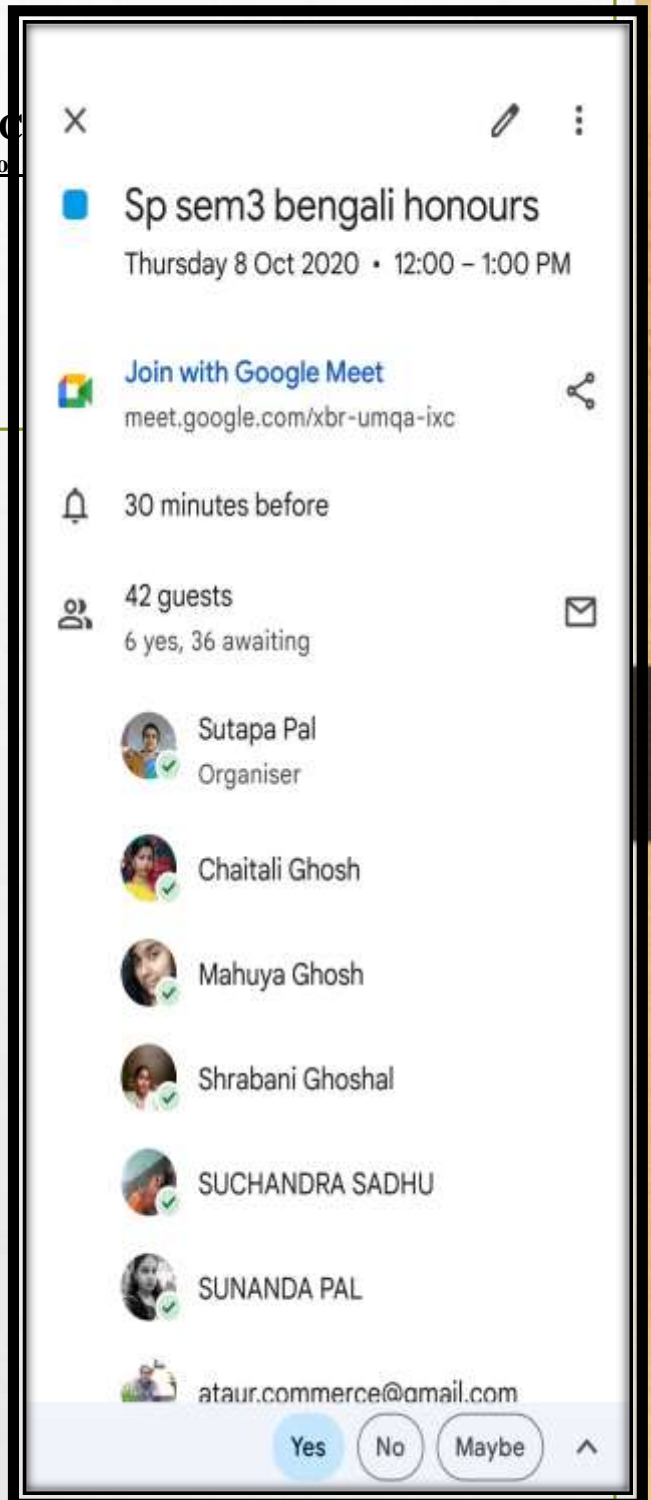 C
o
Sp sem3 bengali honours
Thursday 8 Oct 2020 • 12:00 – 1:00 PM
Join with Google Meet
meet.google.com/xbr-umqa-ixc
30 minutes before
42 guests
6 yes, 36 awaiting
Sutapa Pal
Organiser
Chaitali Ghosh
Mahuya Ghosh
Shrabani Ghoshal
SUCHANDRA SADHU
SUNANDA PAL
ataur.commerce@gmail.com
Yes No Maybe